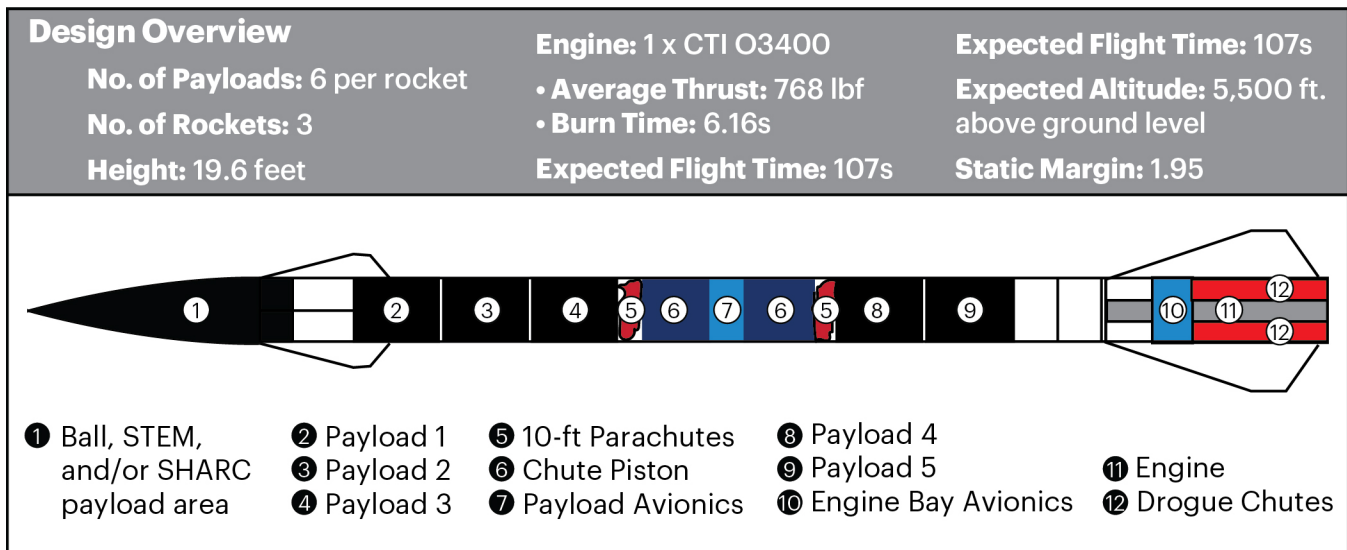 Design Overview
No. of Payloads: 6 per rocket
No. of Rockets: 3
Height: 19.6 feet
Engine: 1 x CTI O3400
• Average Thrust: 768 lbf
• Burn Time: 6.16s
Expected Flight Time: 107s
Expected Flight Time: 107s
Expected Altitude: 5,500 ft.
above ground level
Static Margin: 1.95
1 2 3 4 5 6 7 6 5 8 9 10 11 12
12
1 Ball, STEM,
and/or SHARC
payload area
2 Payload 1
3 Payload 2
4 Payload 3
5 10-ft Parachutes
6 Chute Piston
7 Payload Avionics
8 Payload 4
9 Payload 5
10 Engine Bay Avionics
11 Engine
12 Drogue Chutes